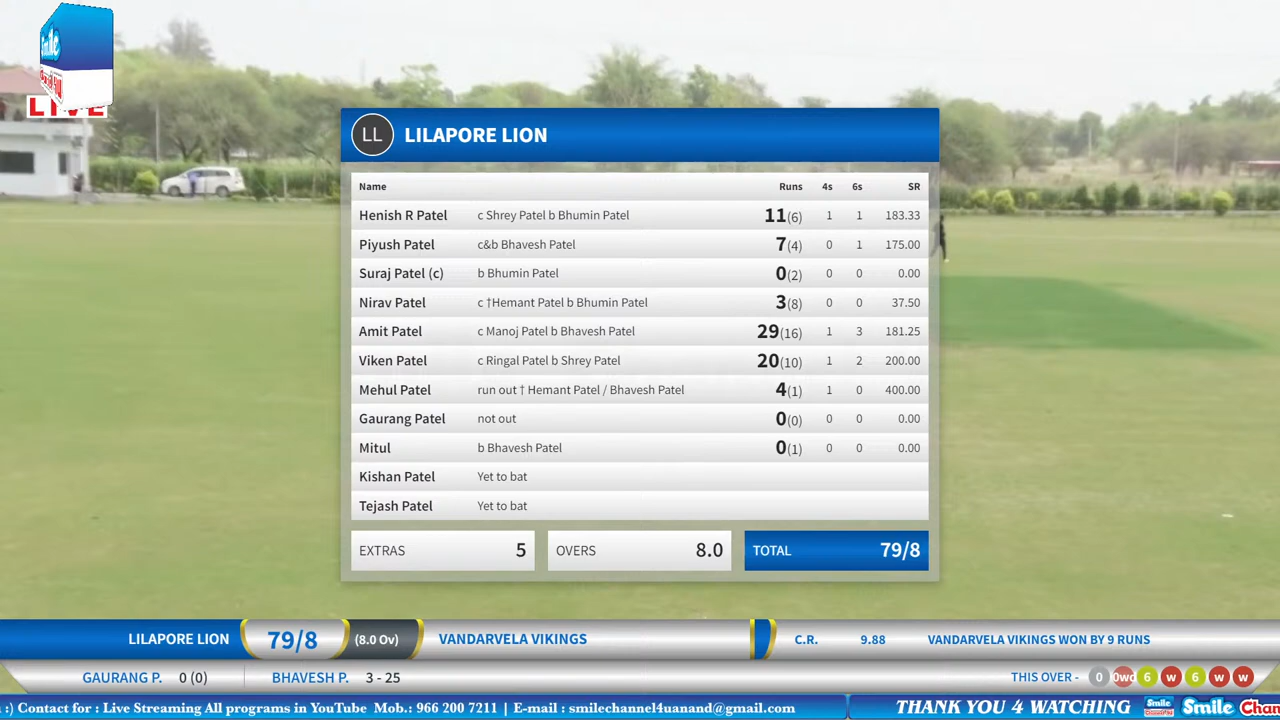 Smile
LIVE
LL LILAPORE LION
Name Runs 4s 6s SR
Henish R Patel c Shrey Patel b Bhumin Patel 11(6) 1 1 183.33
Piyush Patel c&b Bhavesh Patel 7(4) 0 1 175.00
Suraj Patel (c) b Bhumin Patel 0(2) 0 0 0.00
Nirav Patel c †Hemant Patel b Bhumin Patel 3(8) 0 0 37.50
Amit Patel c Manoj Patel b Bhavesh Patel 29(16) 1 3 181.25
Viken Patel c Ringal Patel b Shrey Patel 20(10) 1 2 200.00
Mehul Patel run out † Hemant Patel / Bhavesh Patel 4(1) 1 0 400.00
Gaurang Patel not out 0(0) 0 0 0.00
Mitul b Bhavesh Patel 0(1) 0 0 0.00
Kishan Patel Yet to bat
Tejash Patel Yet to bat
EXTRAS 5 OVERS 8.0 TOTAL 79/8
LILAPORE LION 79/8 (8.0 Ov) VANDARVELA VIKINGS C.R. 9.88 VANDARVELA VIKINGS WON BY 9 RUNS
GAURANG P. 0 (0) BHAVESH P. 3 - 25 THIS OVER - 0 0wd 6 w 6 w w
:) Contact for : Live Streaming All programs in YouTube Mob.: 966 200 7211 | E-mail : smilechannel4uanand@gmail.com THANK YOU 4 WATCHING Smile Smile Chan